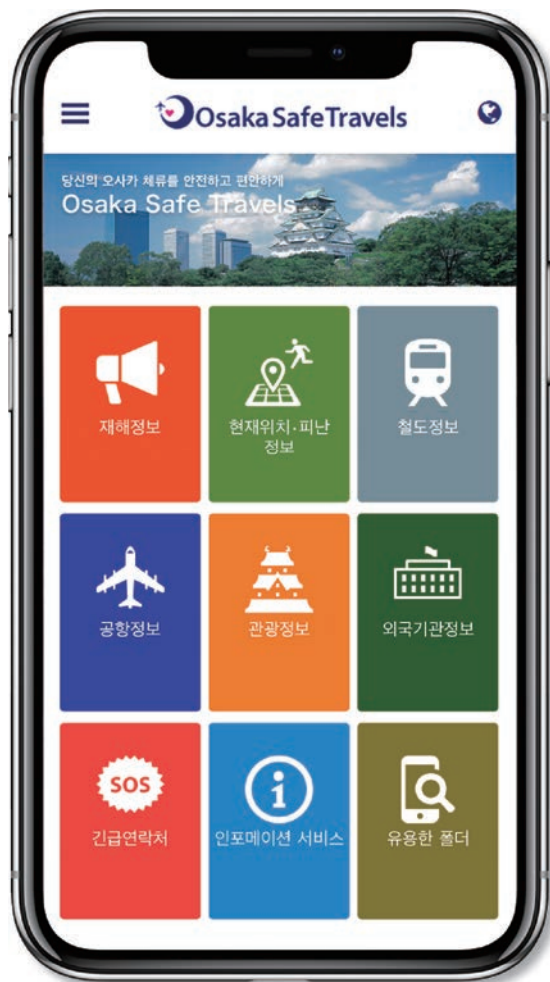 Osaka Safe Travels
당신의 오사카 체류를 안전하고 편안하게
Osaka Safe Travels
재해정보
현재위치·피난
정보
철도정보
공항정보
관광정보
외국기관정보
SOS
긴급연락처
인포메이션 서비스
유용한 폴더